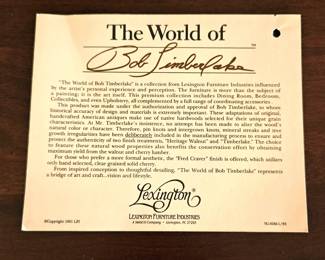 The World of
Bob Timberlake ™
"The World of Bob Timberlake" is a collection from Lexington Furniture Industries influenced
by the artist's personal experience and perception. The furniture is more than the subject of
a painting; it is the art itself. This premium collection includes Dining Room, Bedroom,
Collectibles, and even Upholstery, all complemented by a full range of coordinating accessories.
This product was made under the authorization and approval of Bob Timberlake, to whom
historical accuracy of design and materials is extremely important. These adaptations of original,
handcrafted American antiques make use of native hardwoods selected for their unique grain
characteristics. At Mr. Timberlake's insistence, no attempt has been made to alter the wood's
natural color or character. Therefore, pin knots and ingrown knots, mineral streaks and tree
growth irregularities have been deliberately included in the manufacturing process to ensure and
protect the authenticity of two finish treatments, "Heritage Walnut" and "Timberlake." The choice
to feature these natural wood properties also benefits the conservation effort by obtaining
maximum yield from the walnut and cherry lumber.
For those who prefer a more formal aesthetic, the "Fred Craver" finish is offered, which utilizes
only hand selected, clear grained solid cherry.
From inspired conception to thoughtful detailing, "The World of Bob Timberlake" represents
a bridge of art and craft...vision and lifestyle.
Lexington
LEXINGTON FURNITURE INDUSTRIES
A MASCO Company • Lexington, NC 27293
©Copyright 1991 LFI